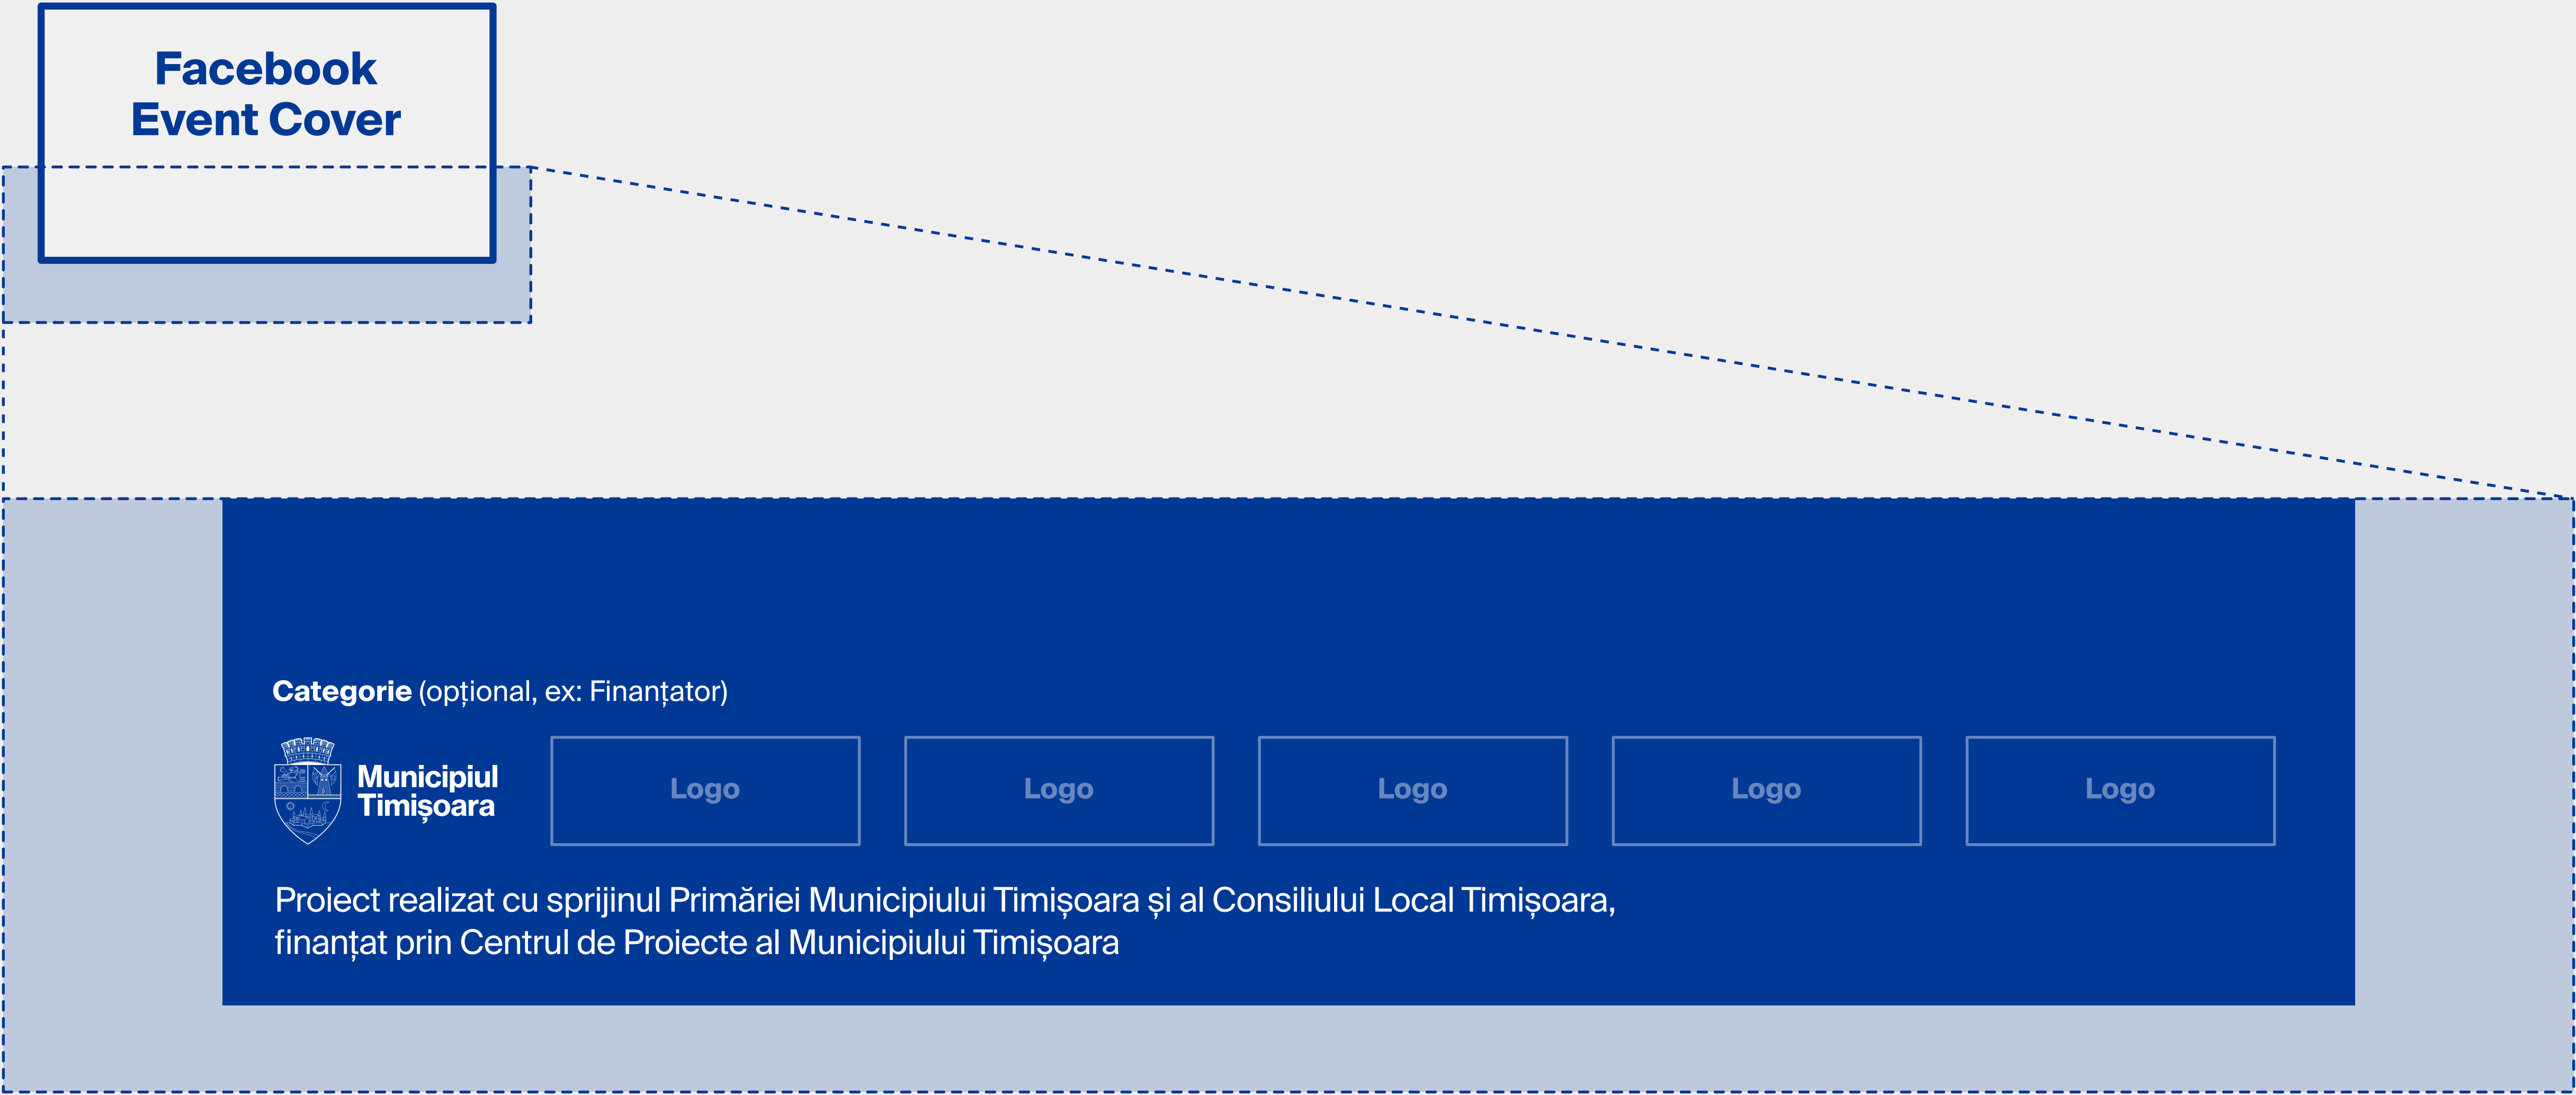 Facebook
Event Cover
Categorie (opțional, ex: Finanțator)
Municipiul
Timișoara
Logo
Logo
Logo
Logo
Logo
Proiect realizat cu sprijinul Primăriei Municipiului Timișoara și al Consiliului Local Timișoara,
finanțat prin Centrul de Proiecte al Municipiului Timișoara